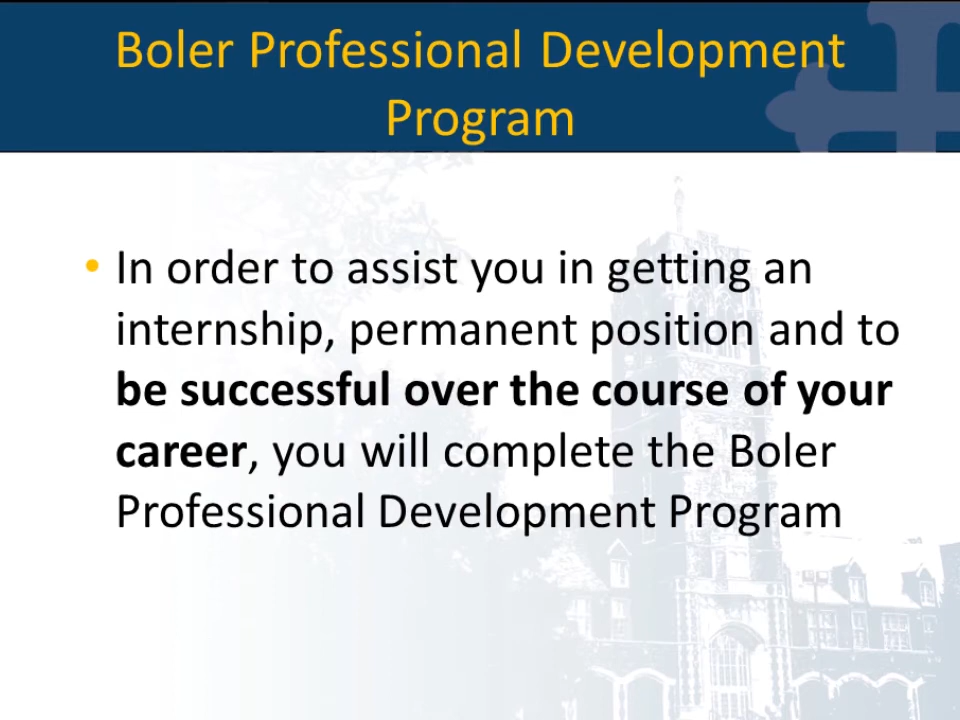 Boler Professional Development
Program
• In order to assist you in getting an
internship, permanent position and to
be successful over the course of your
career, you will complete the Boler
Professional Development Program